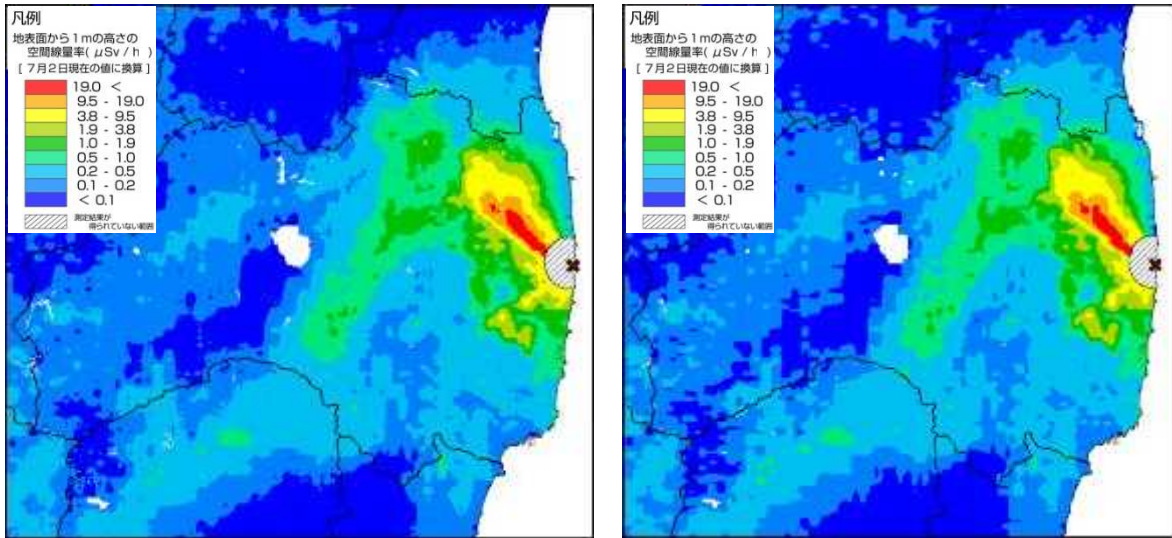 凡例
地表面から1mの高さの
空間線量率(μSv/h)
[7月2日現在の値に換算]
19.0 <
9.5 - 19.0
3.8 - 9.5
1.9 - 3.8
1.0 - 1.9
0.5 - 1.0
0.2 - 0.5
0.1 - 0.2
< 0.1
測定結果が
得られていない範囲
凡例
地表面から1mの高さの
空間線量率(μSv/h)
[7月2日現在の値に換算]
19.0 <
9.5 - 19.0
3.8 - 9.5
1.9 - 3.8
1.0 - 1.9
0.5 - 1.0
0.2 - 0.5
0.1 - 0.2
< 0.1
測定結果が
得られていない範囲